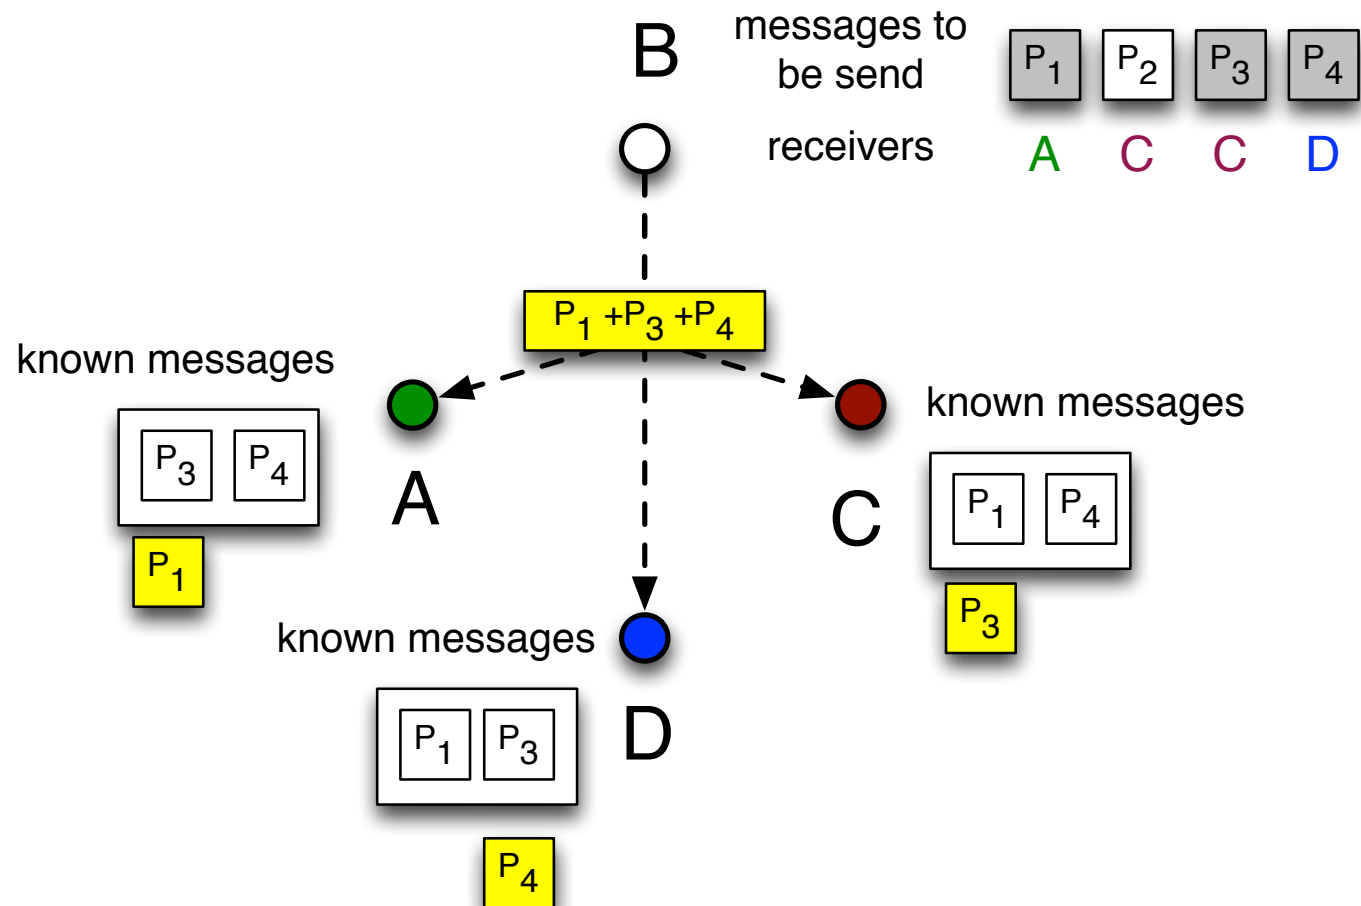 B
messages to
be send
P1 P2 P3 P4
receivers
A C C D
P1 +P3 +P4
known messages
P3 P4
A
P1
known messages
P1 P4
C
P3
known messages
P1 P3
D
P4